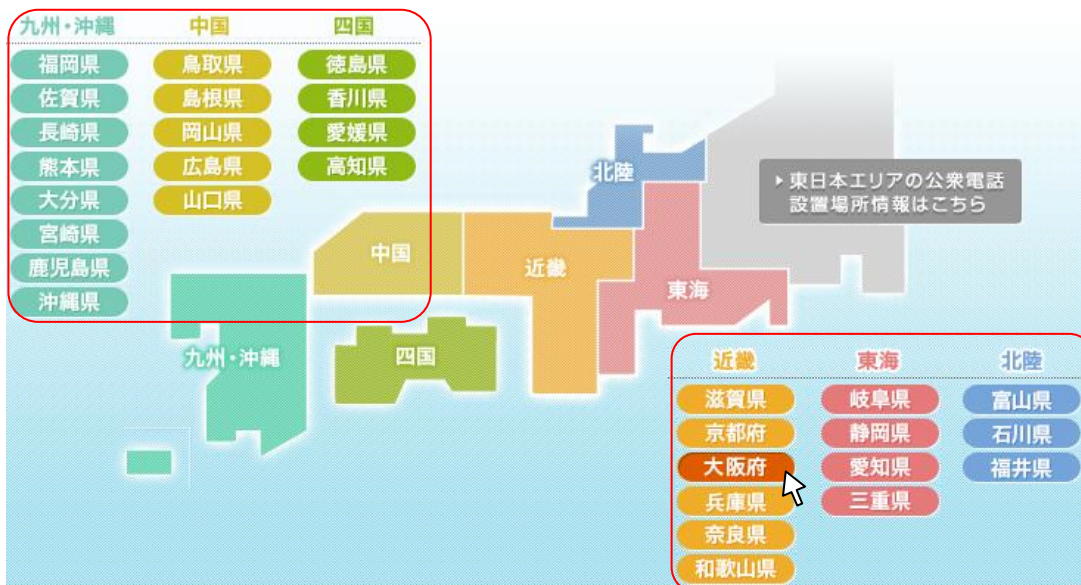 九州・沖縄
福岡県
佐賀県
長崎県
熊本県
大分県
宮崎県
鹿児島県
沖縄県
中国
鳥取県
島根県
岡山県
広島県
山口県
四国
徳島県
香川県
愛媛県
高知県
北陸
東日本エリアの公衆電話
設置場所情報はこちら
中国
近畿
東海
九州・沖縄
四国
近畿
滋賀県
京都府
大阪府
兵庫県
奈良県
和歌山県
東海
岐阜県
静岡県
愛知県
三重県
北陸
富山県
石川県
福井県